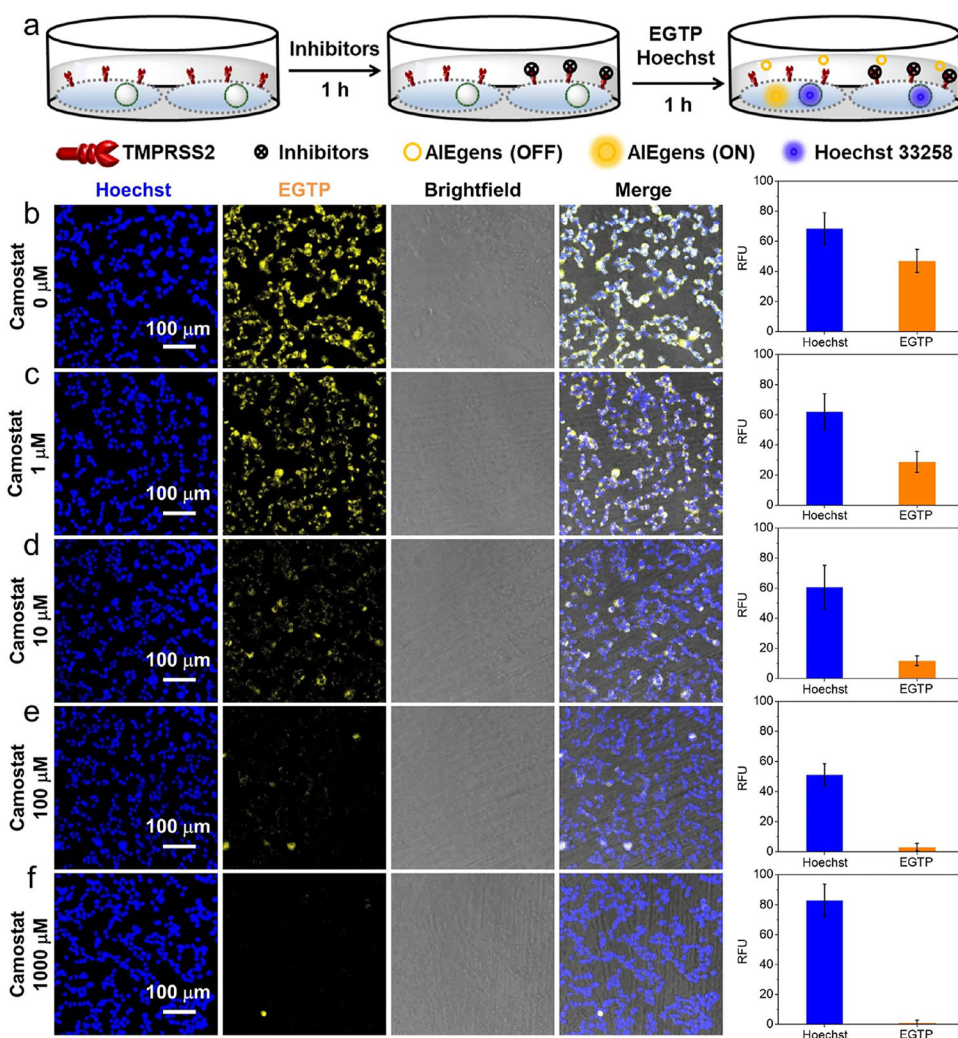 a
Inhibitors
1 h
EGTP
Hoechst
1 h
TMPRSS2
Inhibitors
AIEgens (OFF)
AIEgens (ON)
Hoechst 33258
Hoechst
EGTP
Brightfield
Merge
b
Camostat
0 μM
100 μm
100
80
60
40
20
0
RFU
Hoechst
EGTP
c
Camostat
1 μM
100 μm
100
80
60
40
20
0
RFU
Hoechst
EGTP
d
Camostat
10 μM
100 μm
100
80
60
40
20
0
RFU
Hoechst
EGTP
e
Camostat
100 μM
100 μm
100
80
60
40
20
0
RFU
Hoechst
EGTP
f
Camostat
1000 μM
100 μm
100
80
60
40
20
0
RFU
Hoechst
EGTP